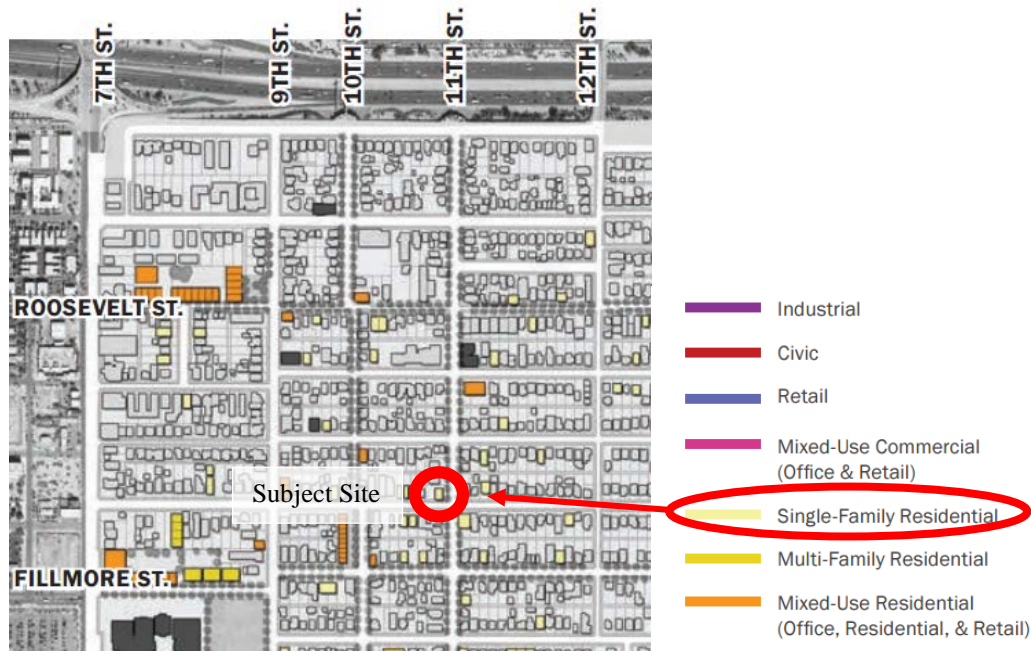 7TH ST.
9TH ST.
10TH ST.
11TH ST.
12TH ST.
ROOSEVELT ST.
Subject Site
FILLMORE ST.
Industrial
Civic
Retail
Mixed-Use Commercial
(Office & Retail)
Single-Family Residential
Multi-Family Residential
Mixed-Use Residential
(Office, Residential, & Retail)